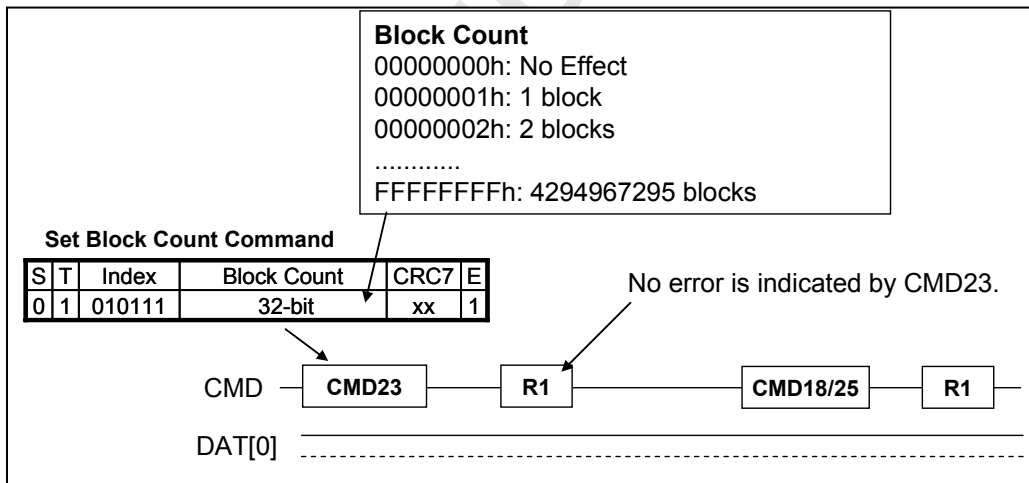 Block Count
00000000h: No Effect
00000001h: 1 block
00000002h: 2 blocks
............
FFFFFFFFh: 4294967295 blocks
Set Block Count Command
S T Index Block Count CRC7 E
0 1 010111 32-bit xx 1
No error is indicated by CMD23.
CMD CMD23 R1 CMD18/25 R1
DAT[0]